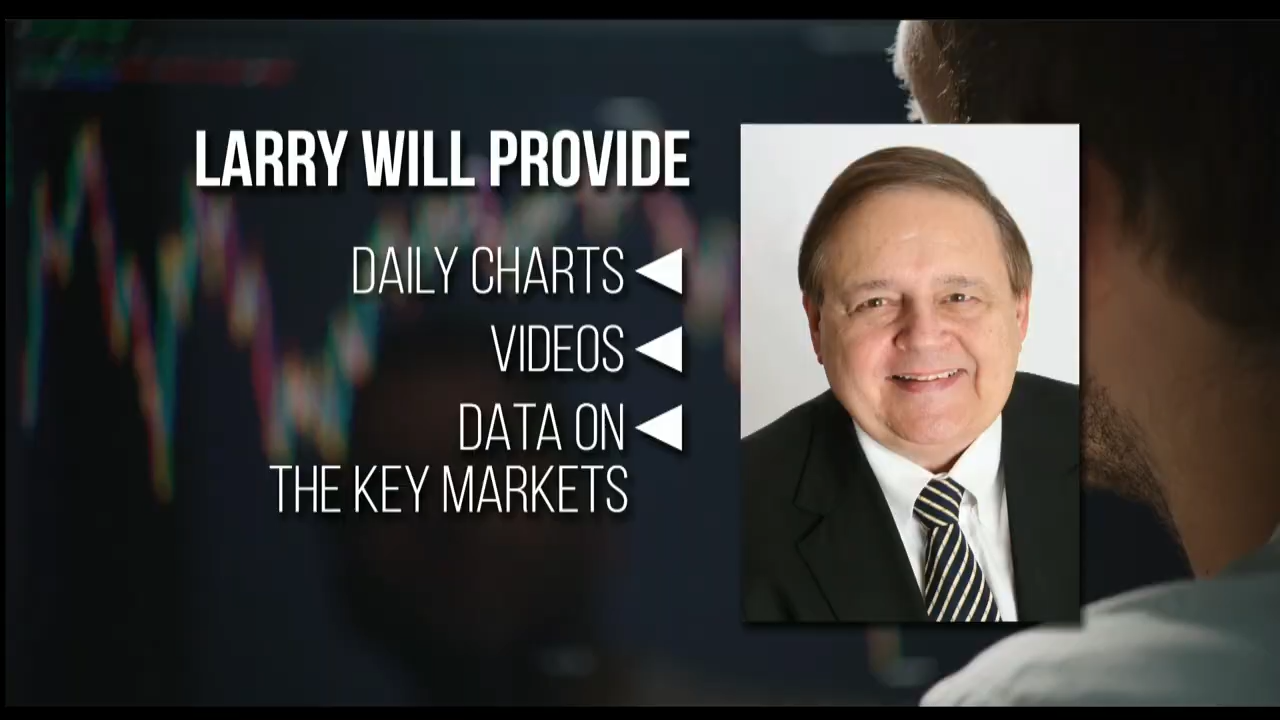 LARRY WILL PROVIDE
DAILY CHARTS
VIDEOS
DATA ON
THE KEY MARKETS